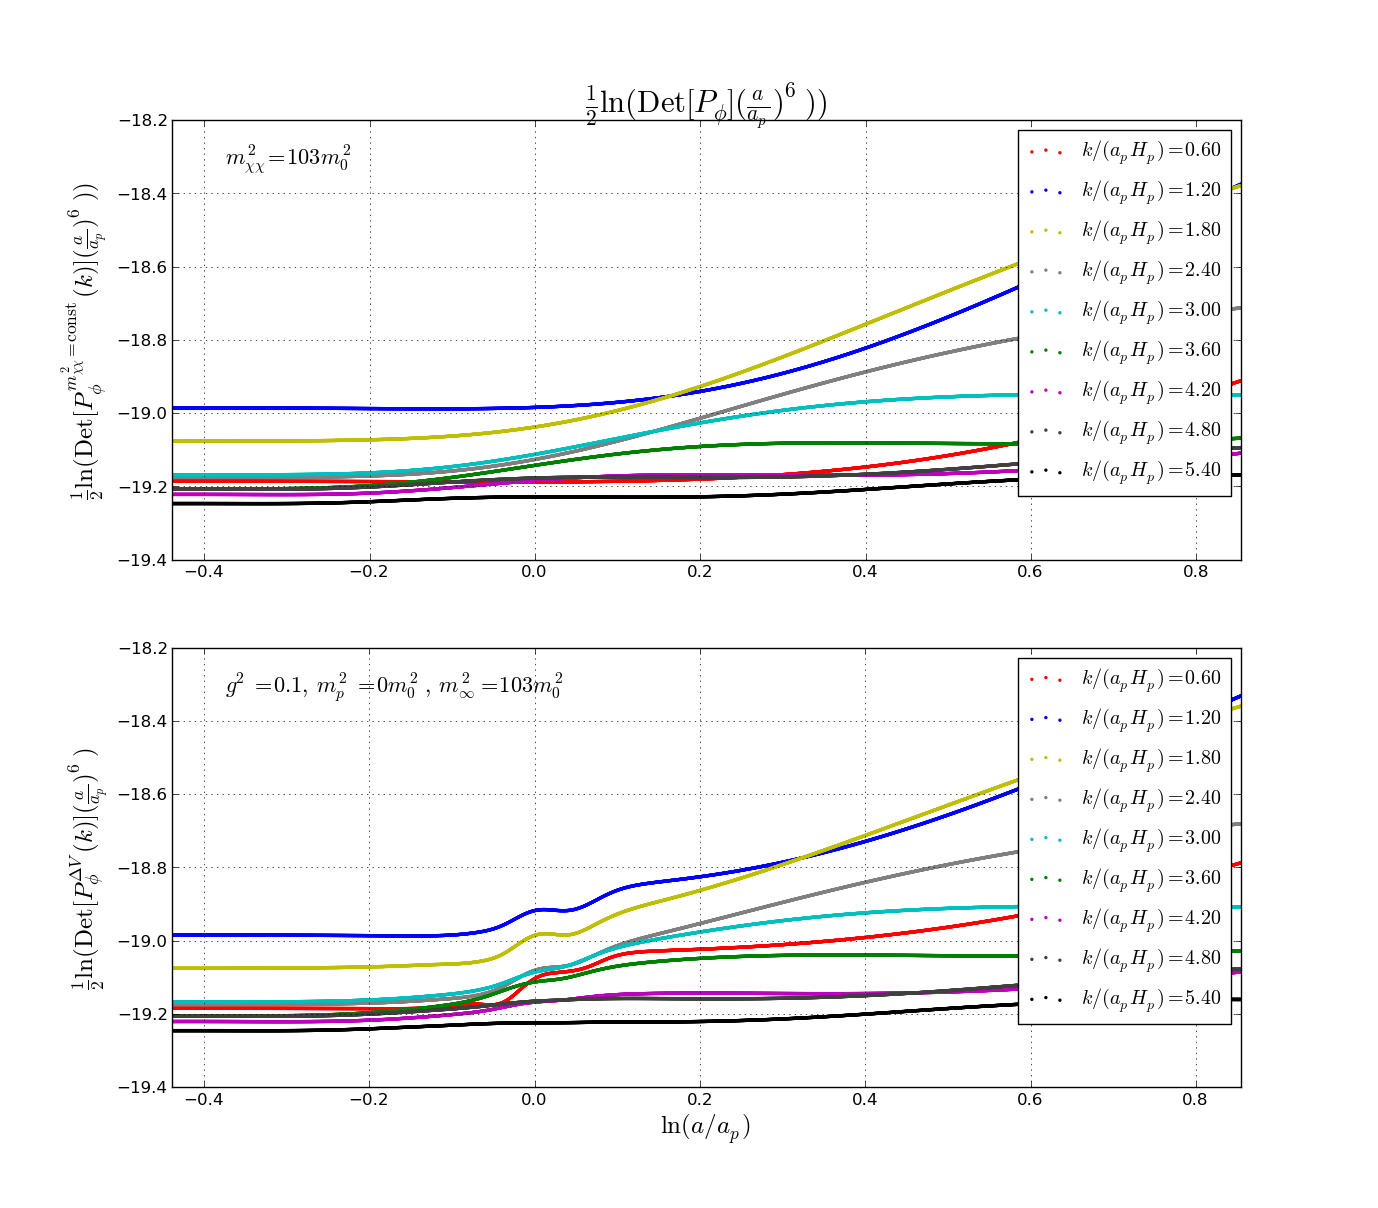 ½ln(Det[P_ϕ](a/a_p)^6 ))
½ln(Det[P_ϕ^{m²_χχ=const}(k)](a/a_p)^6 ))
m²_χχ=103m²_0
−18.2
−18.4
−18.6
−18.8
−19.0
−19.2
−19.4
−0.4 −0.2 0.0 0.2 0.4 0.6 0.8
k/(a_pH_p)=0.60
k/(a_pH_p)=1.20
k/(a_pH_p)=1.80
k/(a_pH_p)=2.40
k/(a_pH_p)=3.00
k/(a_pH_p)=3.60
k/(a_pH_p)=4.20
k/(a_pH_p)=4.80
k/(a_pH_p)=5.40
½ln(Det[P_ϕ^{ΔV}(k)](a/a_p)^6 )
g² =0.1, m²_p =0m²_0 , m²_∞ =103m²_0
−18.2
−18.4
−18.6
−18.8
−19.0
−19.2
−19.4
−0.4 −0.2 0.0 0.2 0.4 0.6 0.8
k/(a_pH_p)=0.60
k/(a_pH_p)=1.20
k/(a_pH_p)=1.80
k/(a_pH_p)=2.40
k/(a_pH_p)=3.00
k/(a_pH_p)=3.60
k/(a_pH_p)=4.20
k/(a_pH_p)=4.80
k/(a_pH_p)=5.40
ln(a/a_p)